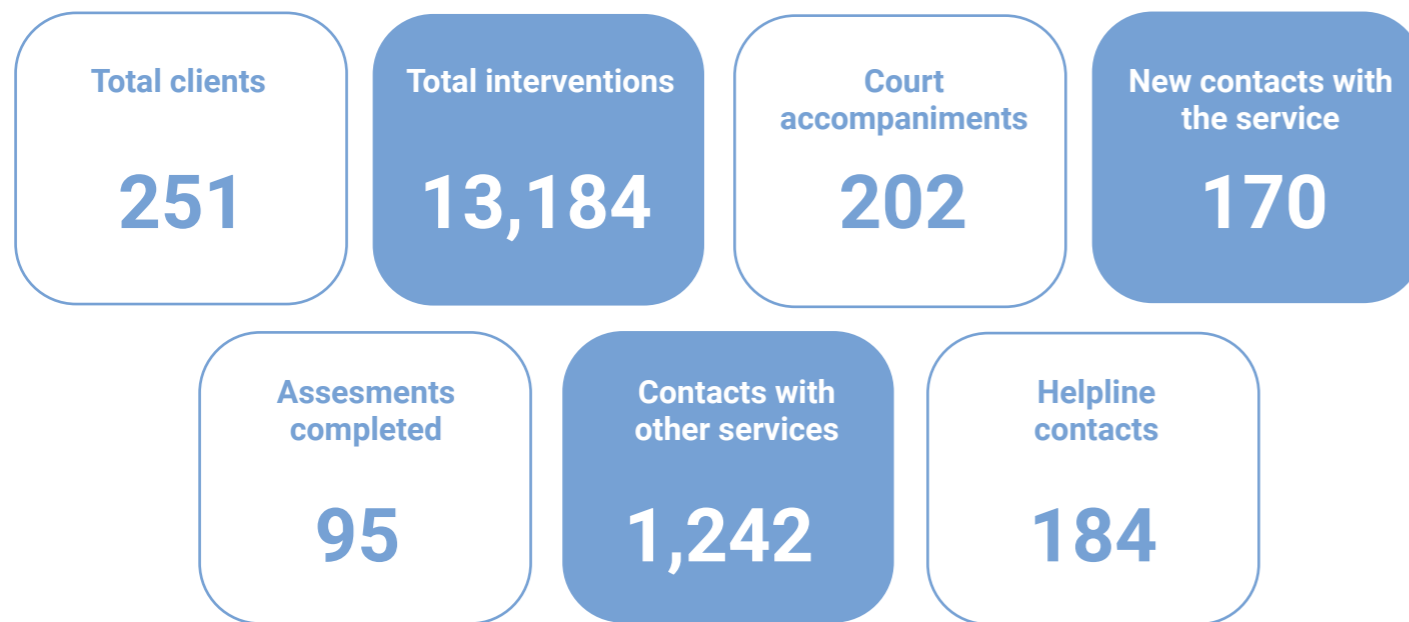 Total clients
251
Total interventions
13,184
Court
accompaniments
202
New contacts with
the service
170
Assesments
completed
95
Contacts with
other services
1,242
Helpline
contacts
184